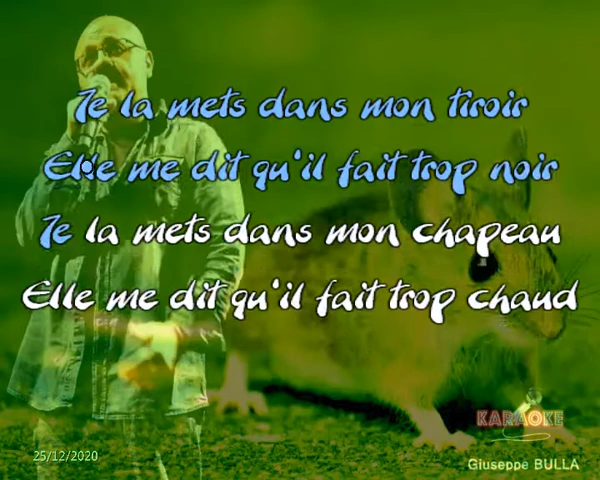 Je la mets dans mon tiroir
Elle me dit qu'il fait trop noir
Je la mets dans mon chapeau
Elle me dit qu'il fait trop chaud
KARAOKE
25/12/2020
Giuseppe BULLA